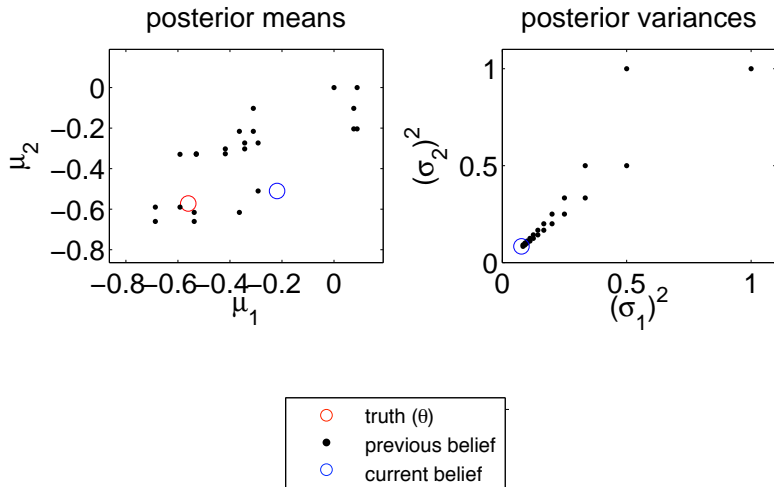 posterior means
0
−0.2
−0.4
−0.6
−0.8
μ2
−0.8 −0.6 −0.4 −0.2 0
μ1
posterior variances
1
0.5
0
(σ2)2
0 0.5 1
(σ1)2
truth (θ)
previous belief
current belief